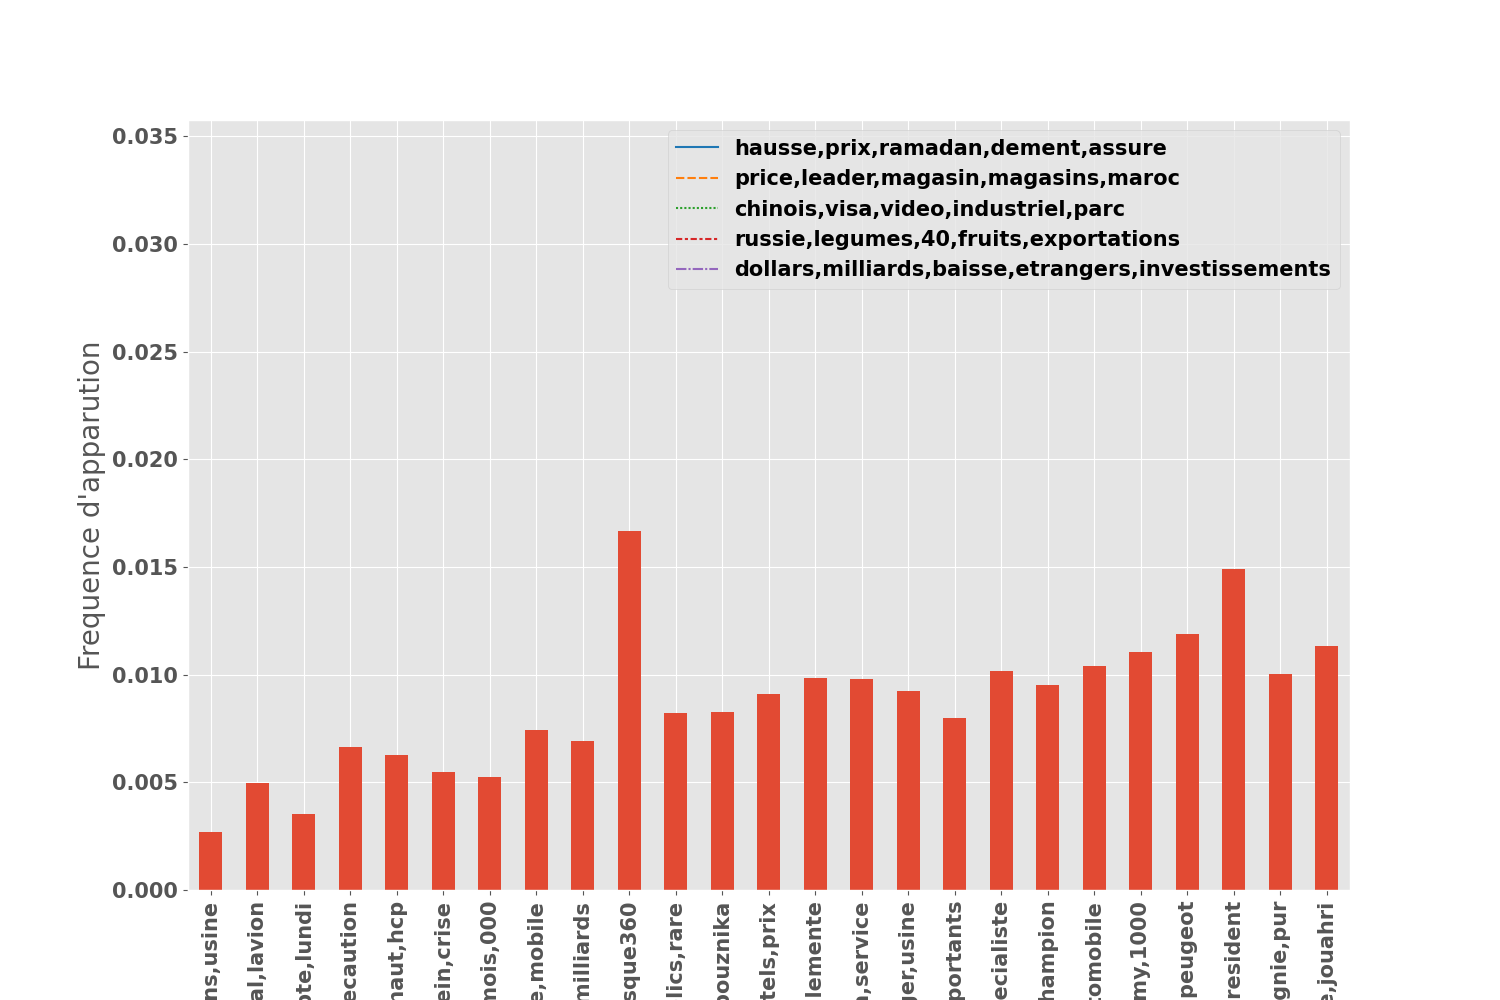 0.035
0.030
0.025
0.020
0.015
0.010
0.005
0.000
Frequence d'apparution
hausse,prix,ramadan,dement,assure
price,leader,magasin,magasins,maroc
chinois,visa,video,industriel,parc
russie,legumes,40,fruits,exportations
dollars,milliards,baisse,etrangers,investissements
ns,usine
al,lavion
ote,lundi
ecaution
haut,hcp
ein,crise
mois,000
e,mobile
milliards
sque360
lics,rare
bouznika
tels,prix
lemente
,service
ger,usine
portants
ecialiste
hampion
tomobile
my,1000
peugeot
resident
gnie,pur
e,jouahri